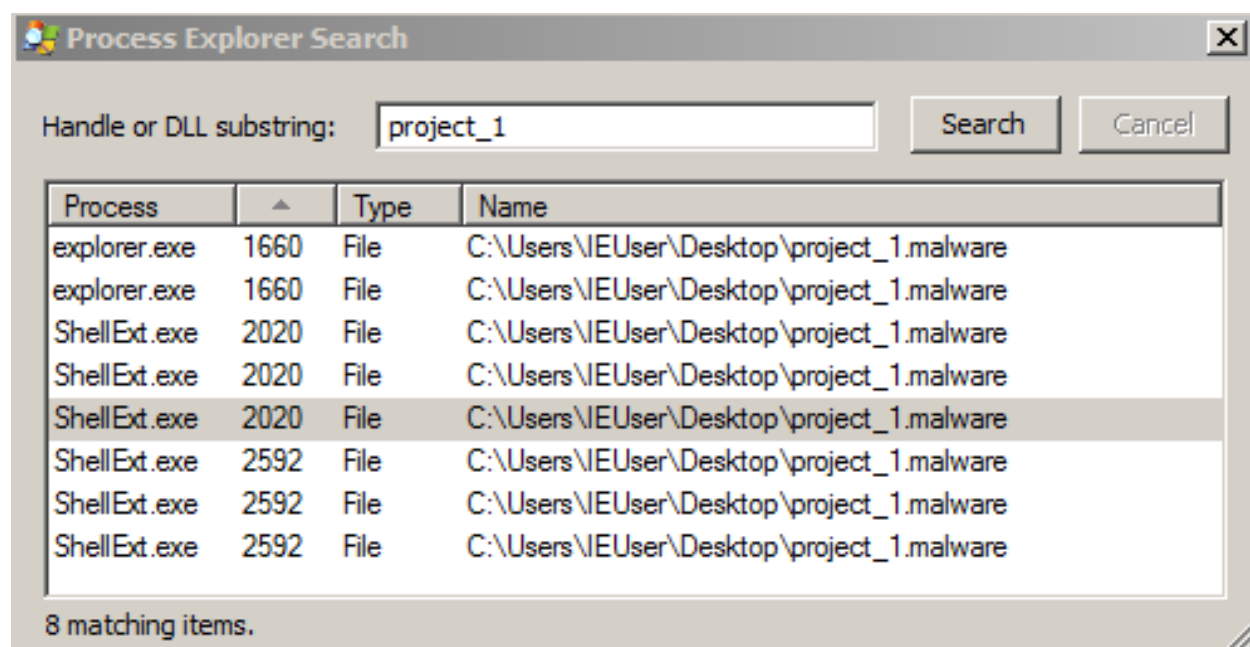 Process Explorer Search
Handle or DLL substring: project_1 Search Cancel
Process Type Name
explorer.exe 1660 File C:\Users\IEUser\Desktop\project_1.malware
explorer.exe 1660 File C:\Users\IEUser\Desktop\project_1.malware
ShellExt.exe 2020 File C:\Users\IEUser\Desktop\project_1.malware
ShellExt.exe 2020 File C:\Users\IEUser\Desktop\project_1.malware
ShellExt.exe 2020 File C:\Users\IEUser\Desktop\project_1.malware
ShellExt.exe 2592 File C:\Users\IEUser\Desktop\project_1.malware
ShellExt.exe 2592 File C:\Users\IEUser\Desktop\project_1.malware
ShellExt.exe 2592 File C:\Users\IEUser\Desktop\project_1.malware
8 matching items.